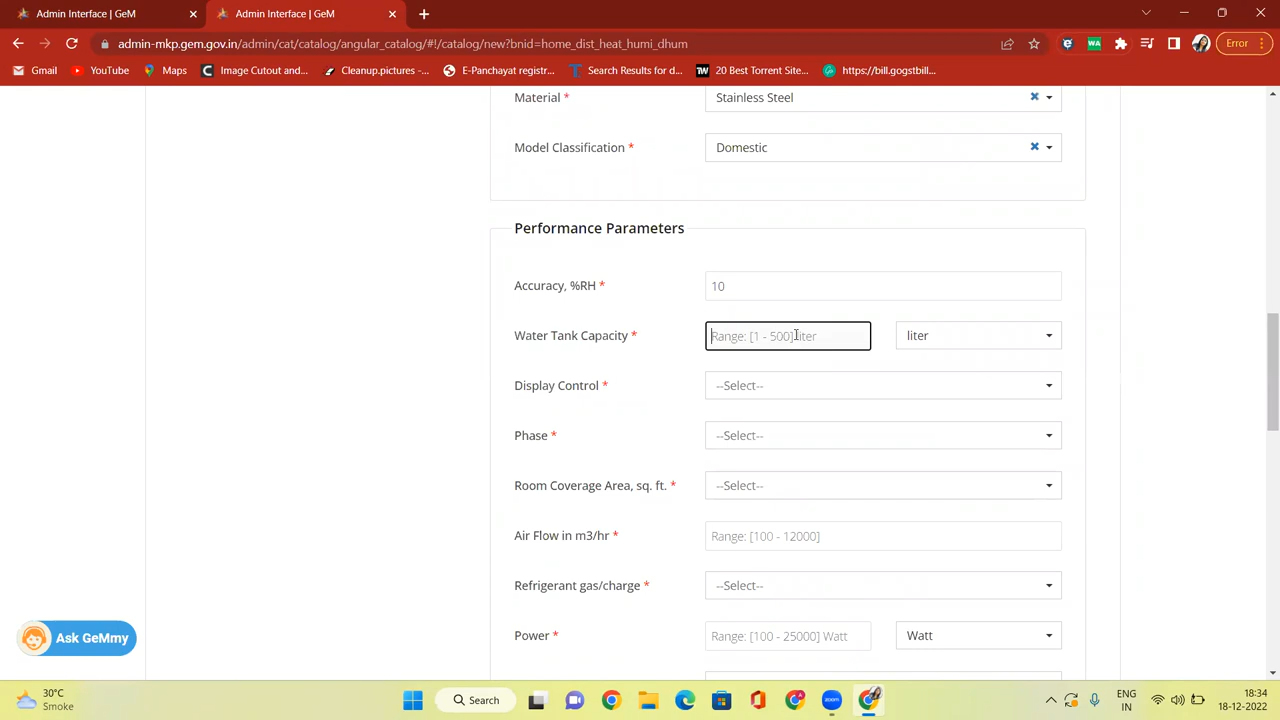 Admin Interface | GeM
Admin Interface | GeM
admin-mkp.gem.gov.in/admin/cat/catalog/angular_catalog/#!/catalog/new?bnid=home_dist_heat_humi_dhum
WA
Error
Gmail
YouTube
Maps
Image Cutout and...
Cleanup.pictures -...
E-Panchayat registr...
Search Results for d...
20 Best Torrent Site...
https://bill.gogstbill...
Material *
Stainless Steel
Model Classification *
Domestic
Performance Parameters
Accuracy, %RH *
10
Water Tank Capacity *
Range: [1 - 500] liter
liter
Display Control *
--Select--
Phase *
--Select--
Room Coverage Area, sq. ft. *
--Select--
Air Flow in m3/hr *
Range: [100 - 12000]
Refrigerant gas/charge *
--Select--
Power *
Range: [100 - 25000] Watt
Watt
Ask GeMmy
30°C
Smoke
Search
zoom
ENG
IN
18:34
18-12-2022